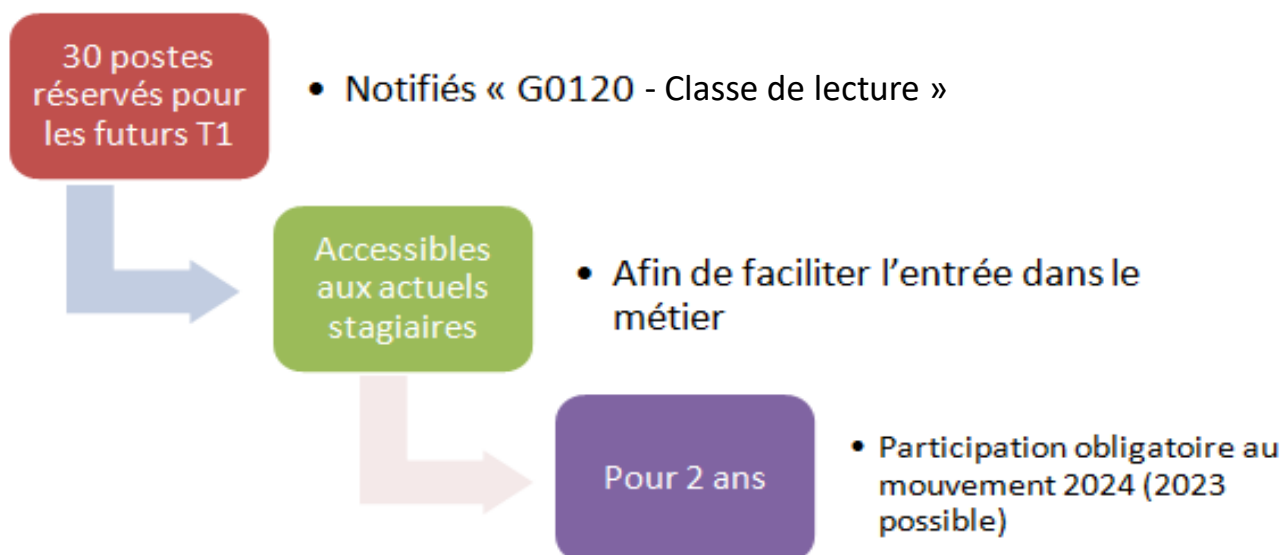 30 postes
réservés pour
les futurs T1
• Notifiés « G0120 - Classe de lecture »
Accessibles
aux actuels
stagiaires
• Afin de faciliter l’entrée dans le
métier
Pour 2 ans
• Participation obligatoire au
mouvement 2024 (2023
possible)